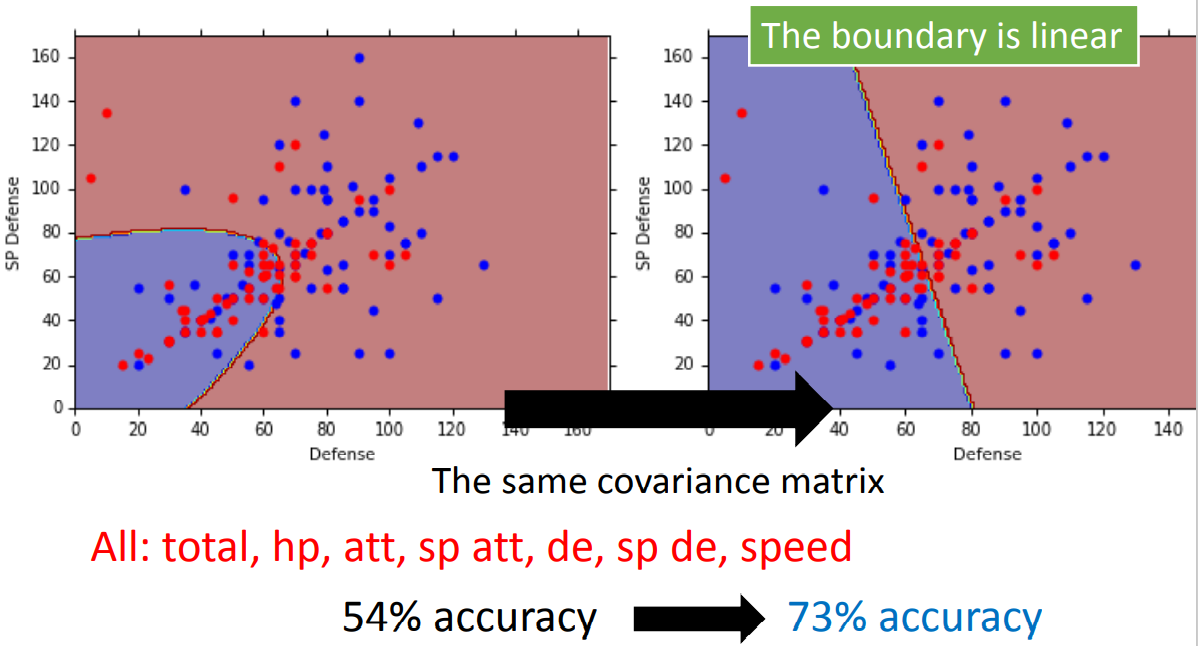 The boundary is linear
160
140
120
100
80
60
40
20
0
SP Defense
0 20 40 60 80 100 120 140 160
Defense
160
140
120
100
80
60
40
20
0
SP Defense
0 20 40 60 80 100 120 140
Defense
The same covariance matrix
All: total, hp, att, sp att, de, sp de, speed
54% accuracy 73% accuracy